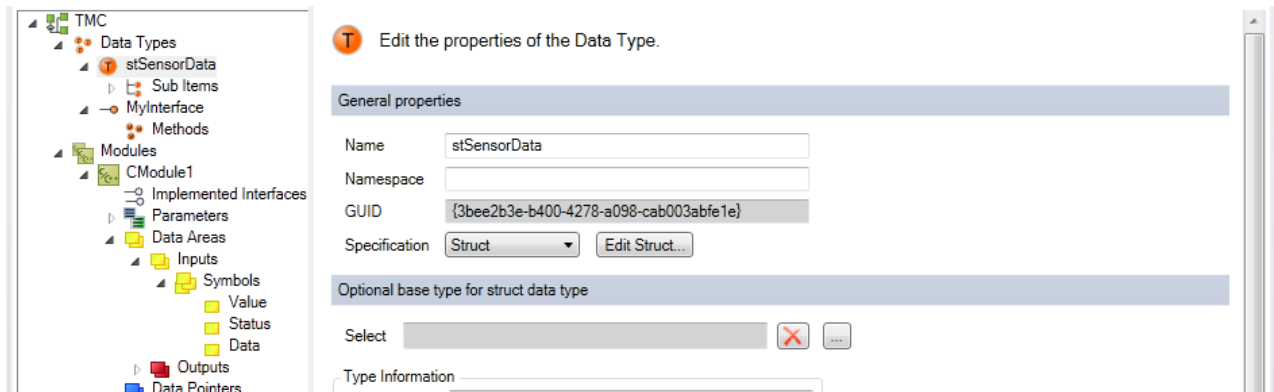 TMC
Data Types
stSensorData
Sub Items
MyInterface
Methods
Modules
CModule1
Implemented Interfaces
Parameters
Data Areas
Inputs
Symbols
Value
Status
Data
Outputs
Data Pointers
T Edit the properties of the Data Type.
General properties
Name stSensorData
Namespace
GUID {3bee2b3e-b400-4278-a098-cab003abfe1e}
Specification Struct Edit Struct...
Optional base type for struct data type
Select ...
Type Information